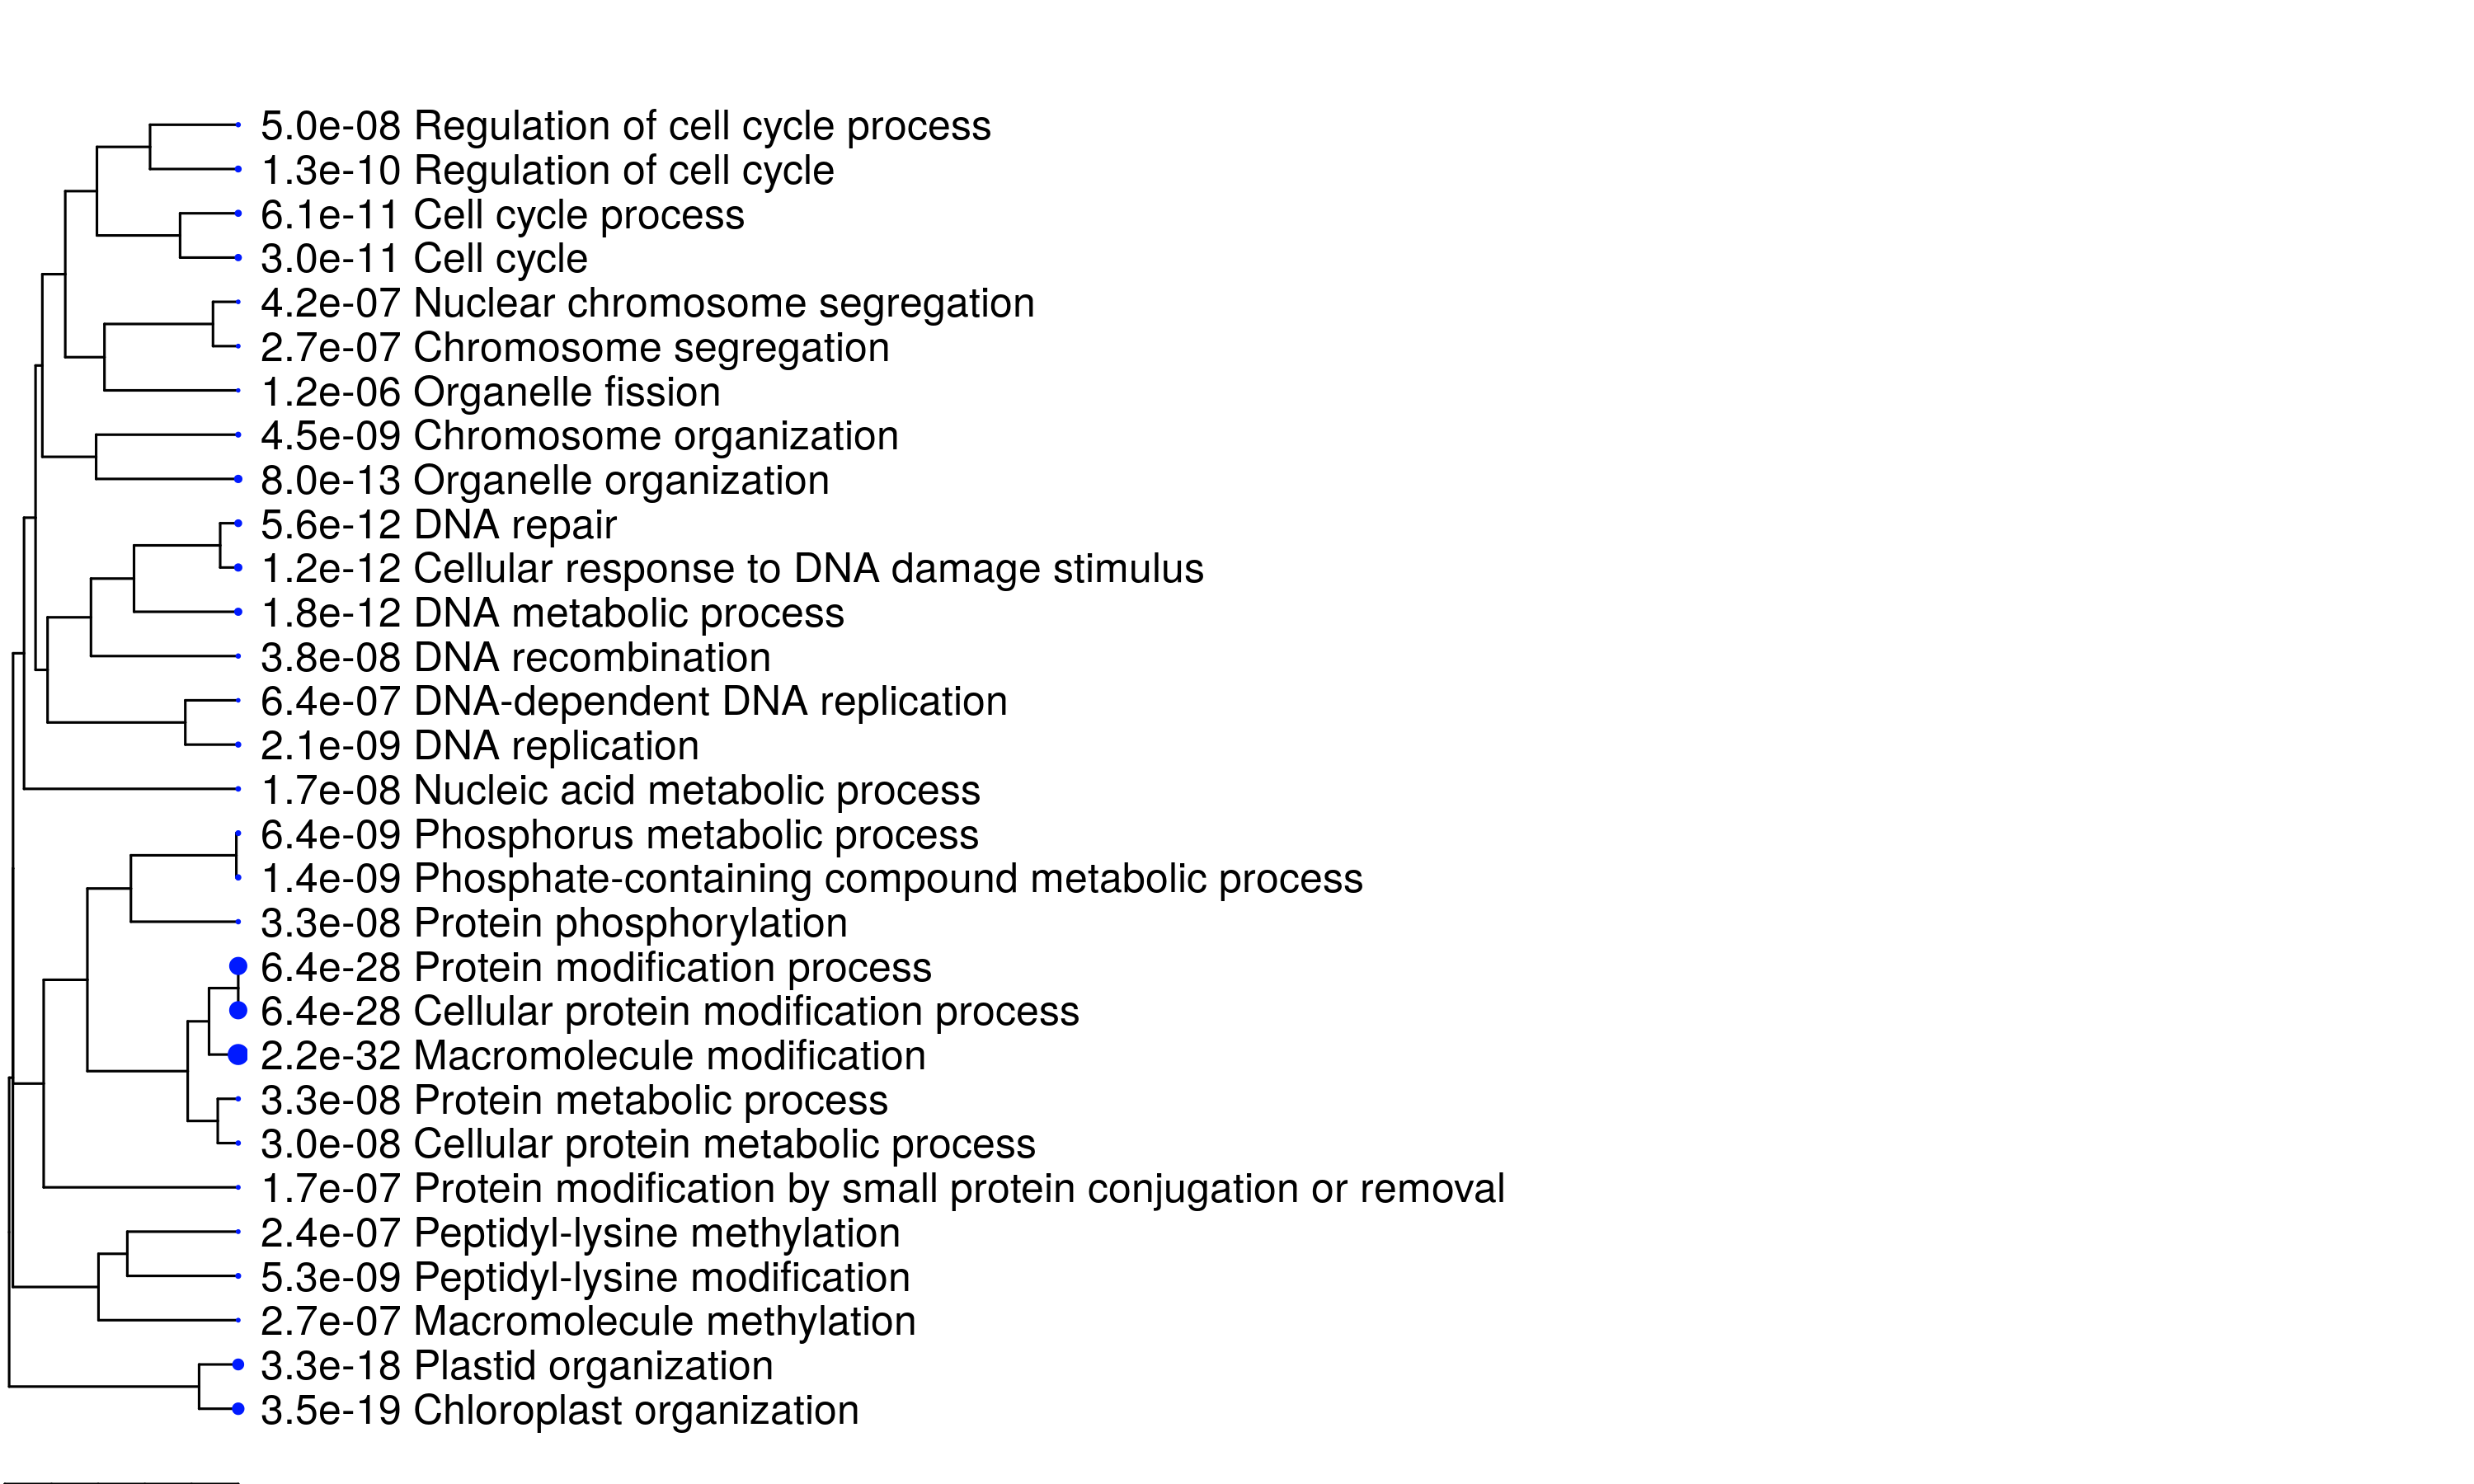 5.0e-08 Regulation of cell cycle process
1.3e-10 Regulation of cell cycle
6.1e-11 Cell cycle process
3.0e-11 Cell cycle
4.2e-07 Nuclear chromosome segregation
2.7e-07 Chromosome segregation
1.2e-06 Organelle fission
4.5e-09 Chromosome organization
8.0e-13 Organelle organization
5.6e-12 DNA repair
1.2e-12 Cellular response to DNA damage stimulus
1.8e-12 DNA metabolic process
3.8e-08 DNA recombination
6.4e-07 DNA-dependent DNA replication
2.1e-09 DNA replication
1.7e-08 Nucleic acid metabolic process
6.4e-09 Phosphorus metabolic process
1.4e-09 Phosphate-containing compound metabolic process
3.3e-08 Protein phosphorylation
6.4e-28 Protein modification process
6.4e-28 Cellular protein modification process
2.2e-32 Macromolecule modification
3.3e-08 Protein metabolic process
3.0e-08 Cellular protein metabolic process
1.7e-07 Protein modification by small protein conjugation or removal
2.4e-07 Peptidyl-lysine methylation
5.3e-09 Peptidyl-lysine modification
2.7e-07 Macromolecule methylation
3.3e-18 Plastid organization
3.5e-19 Chloroplast organization